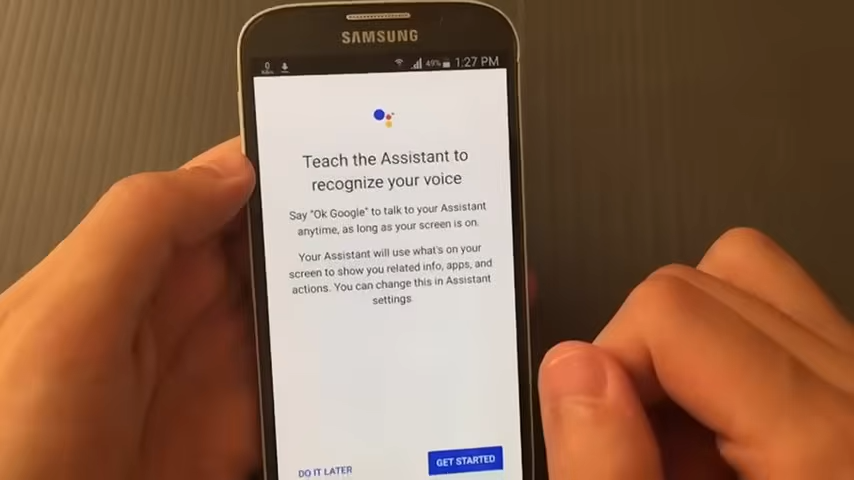 SAMSUNG
0 49% 1:27 PM
Teach the Assistant to
recognize your voice
Say "Ok Google" to talk to your Assistant
anytime, as long as your screen is on.
Your Assistant will use what's on your
screen to show you related info, apps, and
actions. You can change this in Assistant
settings
DO IT LATER GET STARTED